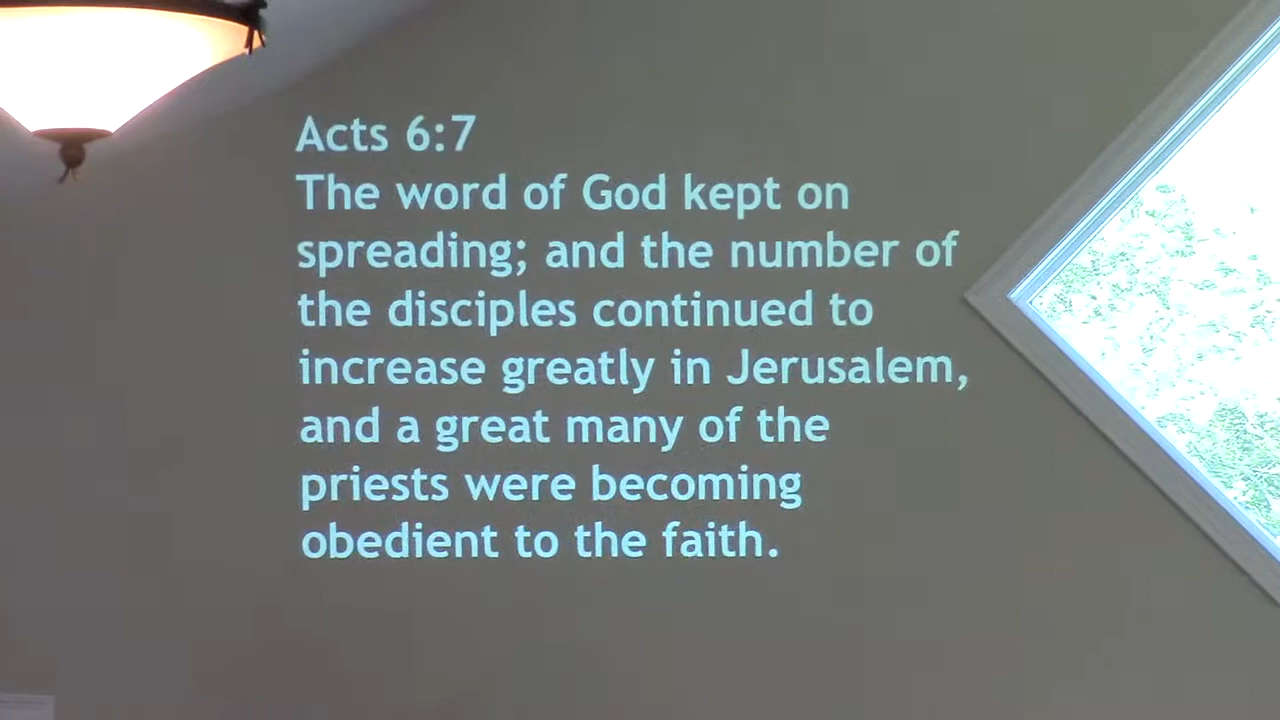 Acts 6:7
The word of God kept on
spreading; and the number of
the disciples continued to
increase greatly in Jerusalem,
and a great many of the
priests were becoming
obedient to the faith.